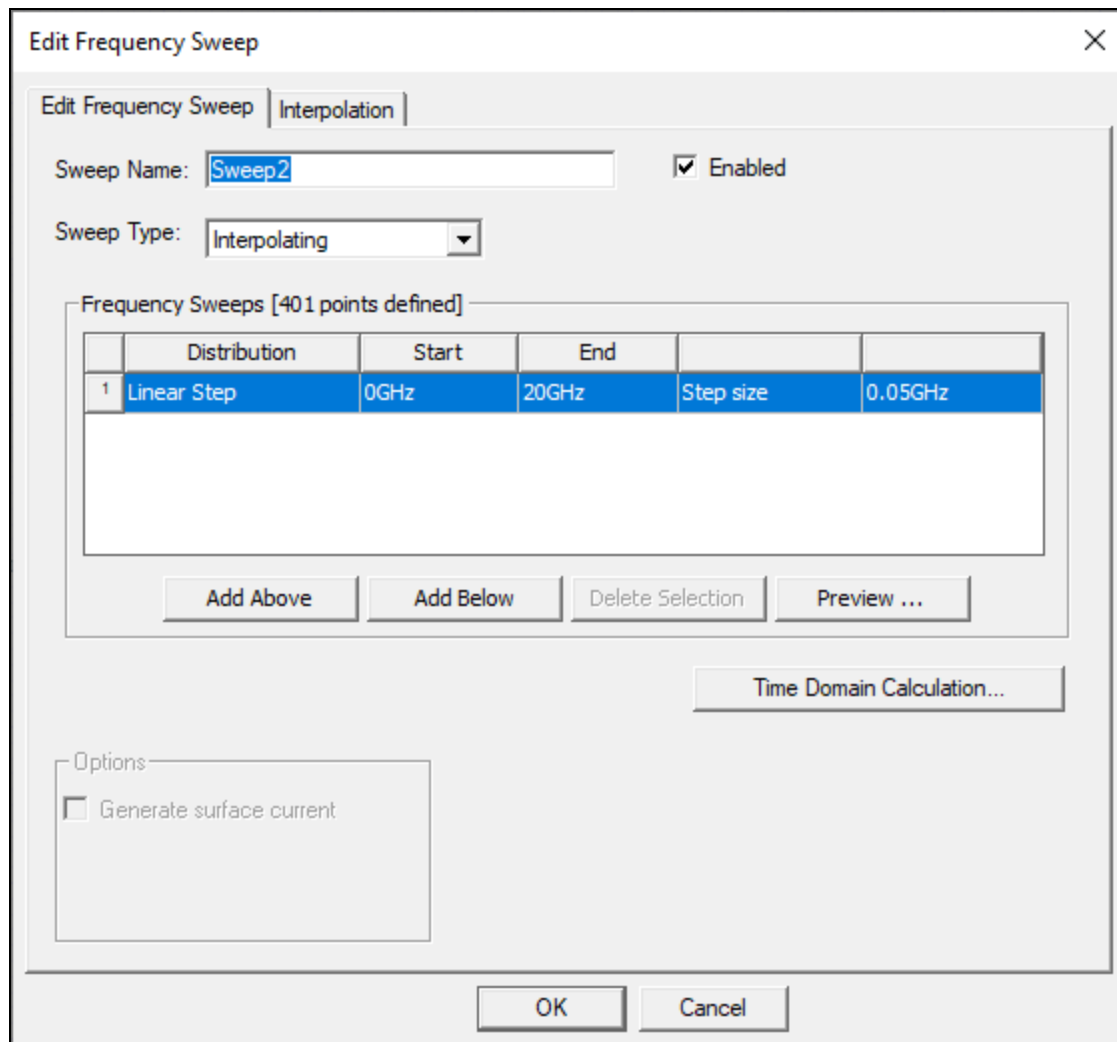 Edit Frequency Sweep
Edit Frequency Sweep Interpolation
Sweep Name: Sweep2 Enabled
Sweep Type: Interpolating
Frequency Sweeps [401 points defined]
Distribution Start End
1 Linear Step 0GHz 20GHz Step size 0.05GHz
Add Above Add Below Delete Selection Preview ...
Time Domain Calculation...
Options
Generate surface current
OK Cancel